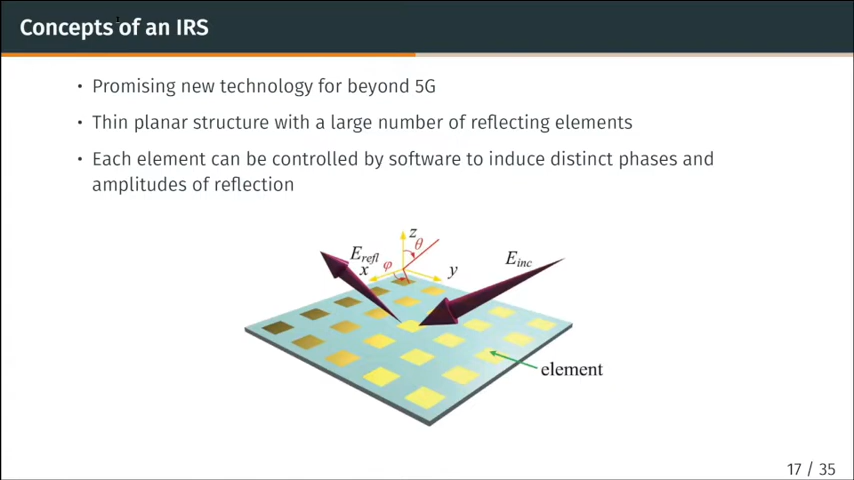 Concepts of an IRS
1
• Promising new technology for beyond 5G
• Thin planar structure with a large number of reflecting elements
• Each element can be controlled by software to induce distinct phases and
amplitudes of reflection
z
θ
E_refl
φ
x
y
E_inc
element
17 / 35